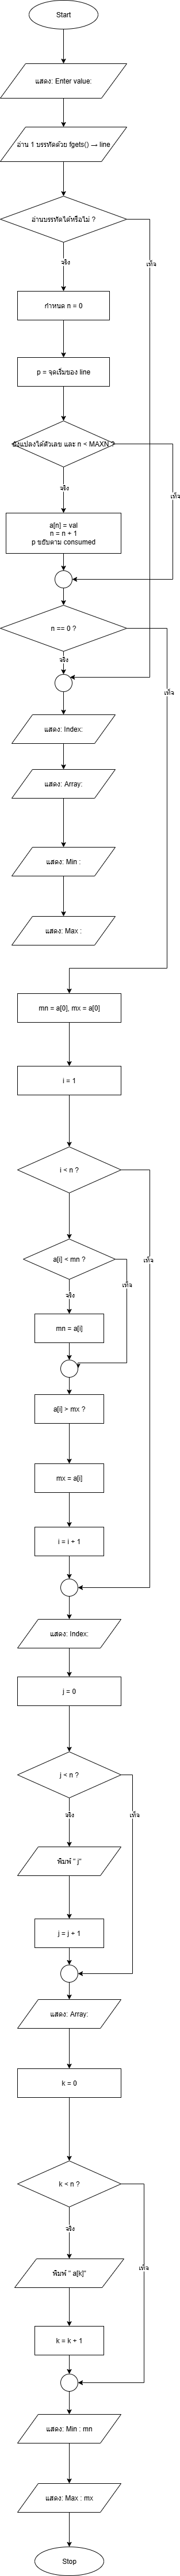 Start
แสดง: Enter value:
อ่าน 1 บรรทัดด้วย fgets() → line
อ่านบรรทัดได้หรือไม่ ?
เท็จ
จริง
กำหนด n = 0
p = จุดเริ่มของ line
ยังแปลงได้ตัวเลข และ n < MAXN ?
จริง
เท็จ
a[n] = val
n = n + 1
p ขยับตาม consumed
n == 0 ?
จริง
เท็จ
แสดง: Index:
แสดง: Array:
แสดง: Min :
แสดง: Max :
mn = a[0], mx = a[0]
i = 1
i < n ?
เท็จ
a[i] < mn ?
เท็จ
จริง
mn = a[i]
a[i] > mx ?
mx = a[i]
i = i + 1
แสดง: Index:
j = 0
j < n ?
จริง
เท็จ
พิมพ์ " j"
j = j + 1
แสดง: Array:
k = 0
k < n ?
จริง
เท็จ
พิมพ์ " a[k]"
k = k + 1
แสดง: Min : mn
แสดง: Max : mx
Stop